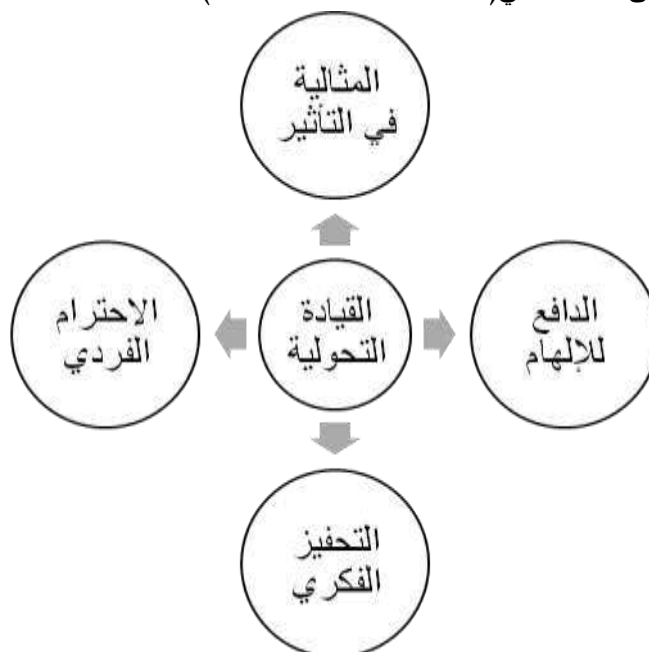 المثالية
في التأثير
الدافع
للإلهام
القيادة
التحولية
الاحترام
الفردي
التحفيز
الفكري